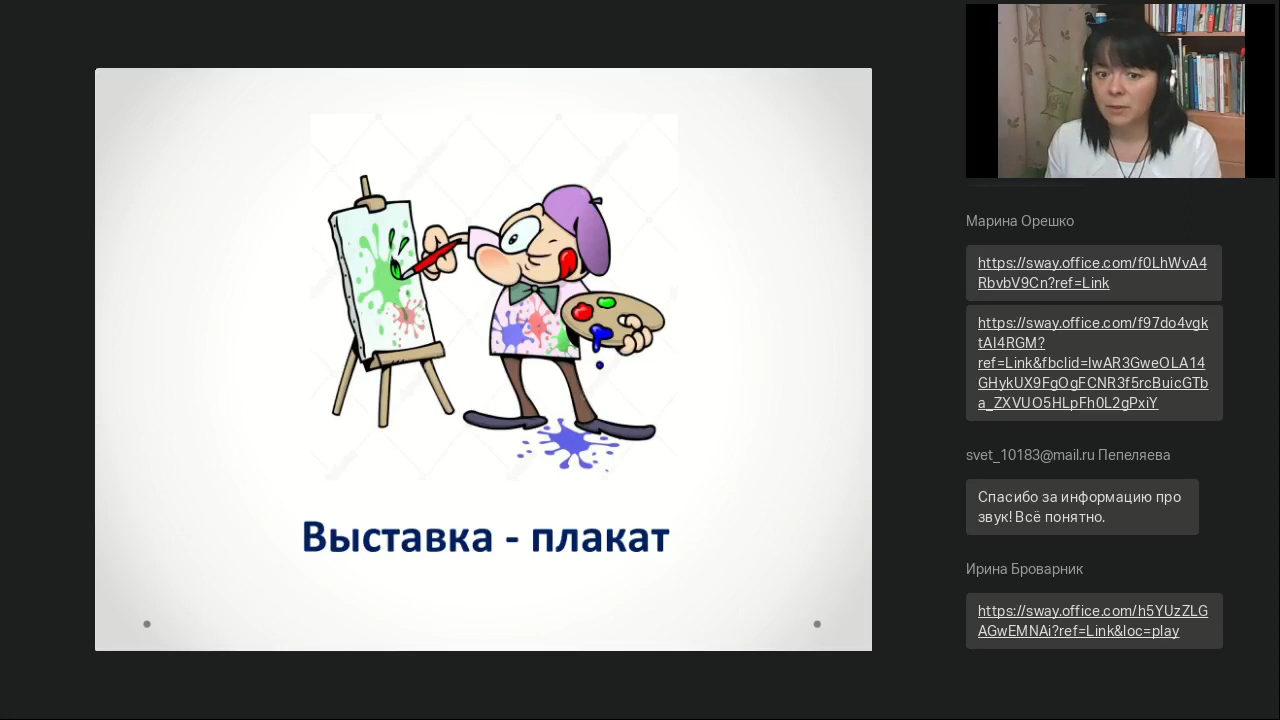 Выставка - плакат
Марина Орешко
https://sway.office.com/f0LhWvA4
RbvbV9Cn?ref=Link
https://sway.office.com/f97do4vgk
tAI4RGM?
ref=Link&fbclid=IwAR3GweOLA14
GHykUX9FgOgFCNR3f5rcBuicGTb
a_ZXVUO5HLpFh0L2gPxiY
svet_10183@mail.ru Пепеляева
Спасибо за информацию про
звук! Всё понятно.
Ирина Броварник
https://sway.office.com/h5YUzZLG
AGwEMNAi?ref=Link&loc=play